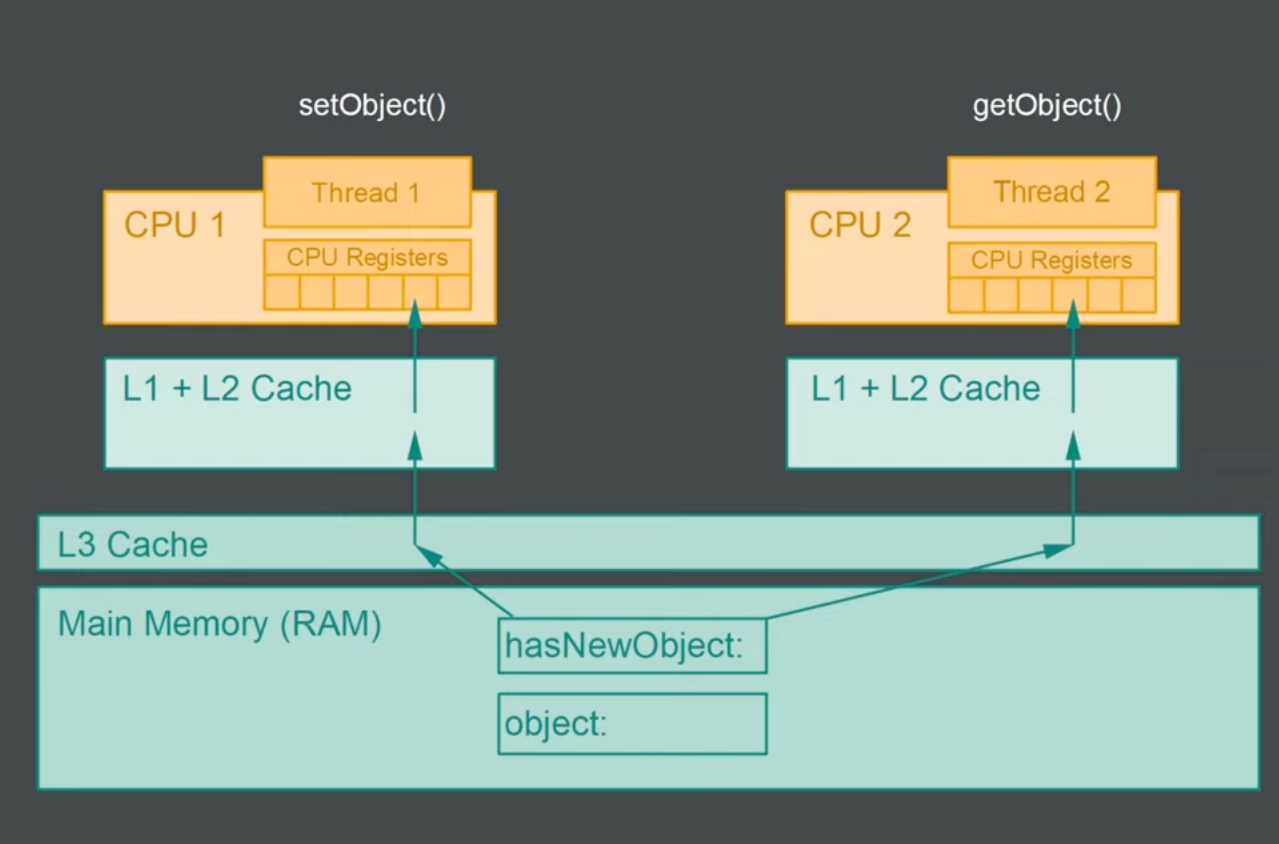 setObject()
getObject()
Thread 1
Thread 2
CPU 1
CPU 2
CPU Registers
CPU Registers
L1 + L2 Cache
L1 + L2 Cache
L3 Cache
Main Memory (RAM)
hasNewObject:
object: